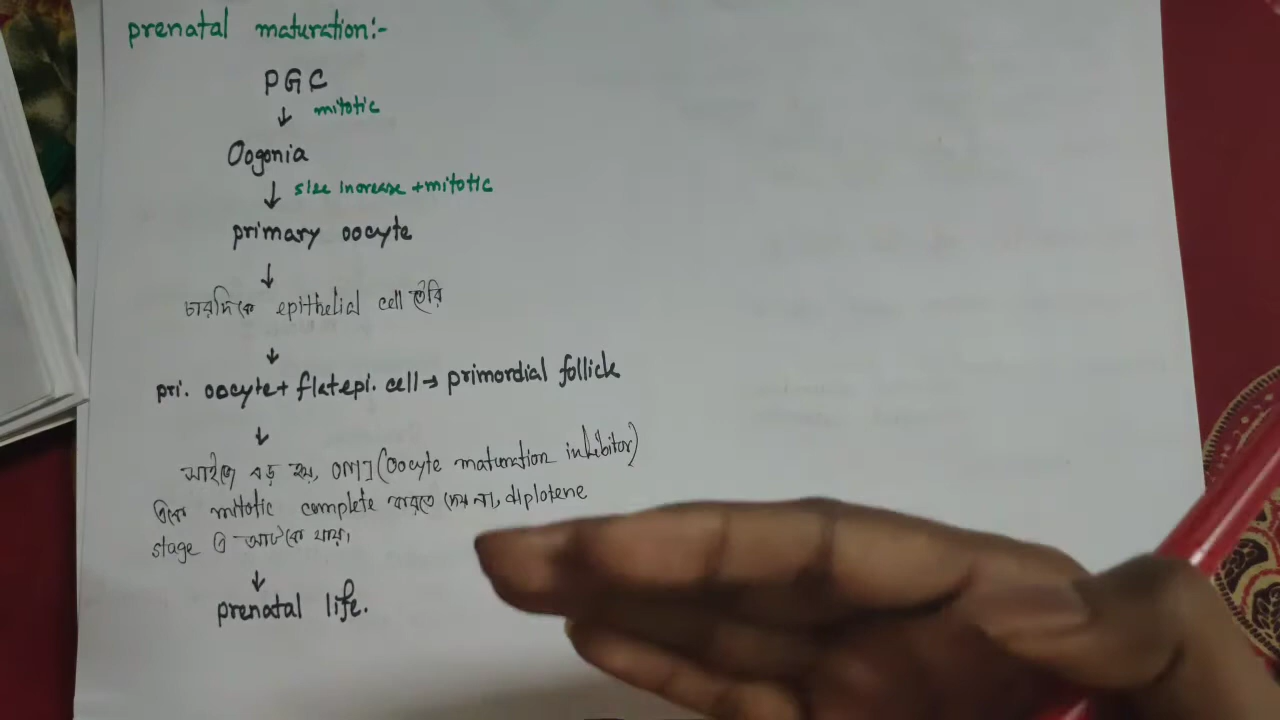 prenatal maturation:-
PGC
↓ mitotic
Oogonia
↓ size increase + mitotic
primary oocyte
↓
চারদিকে epithelial cell তৈরি
↓
pri. oocyte + flat epi. cell → primordial follicle
↓
সাইজে বড় হয়, OMI (Oocyte maturation inhibitor)
একে mitotic complete করতে দেয় না, diplotene
stage এ আটকে যায়।
↓
prenatal life.